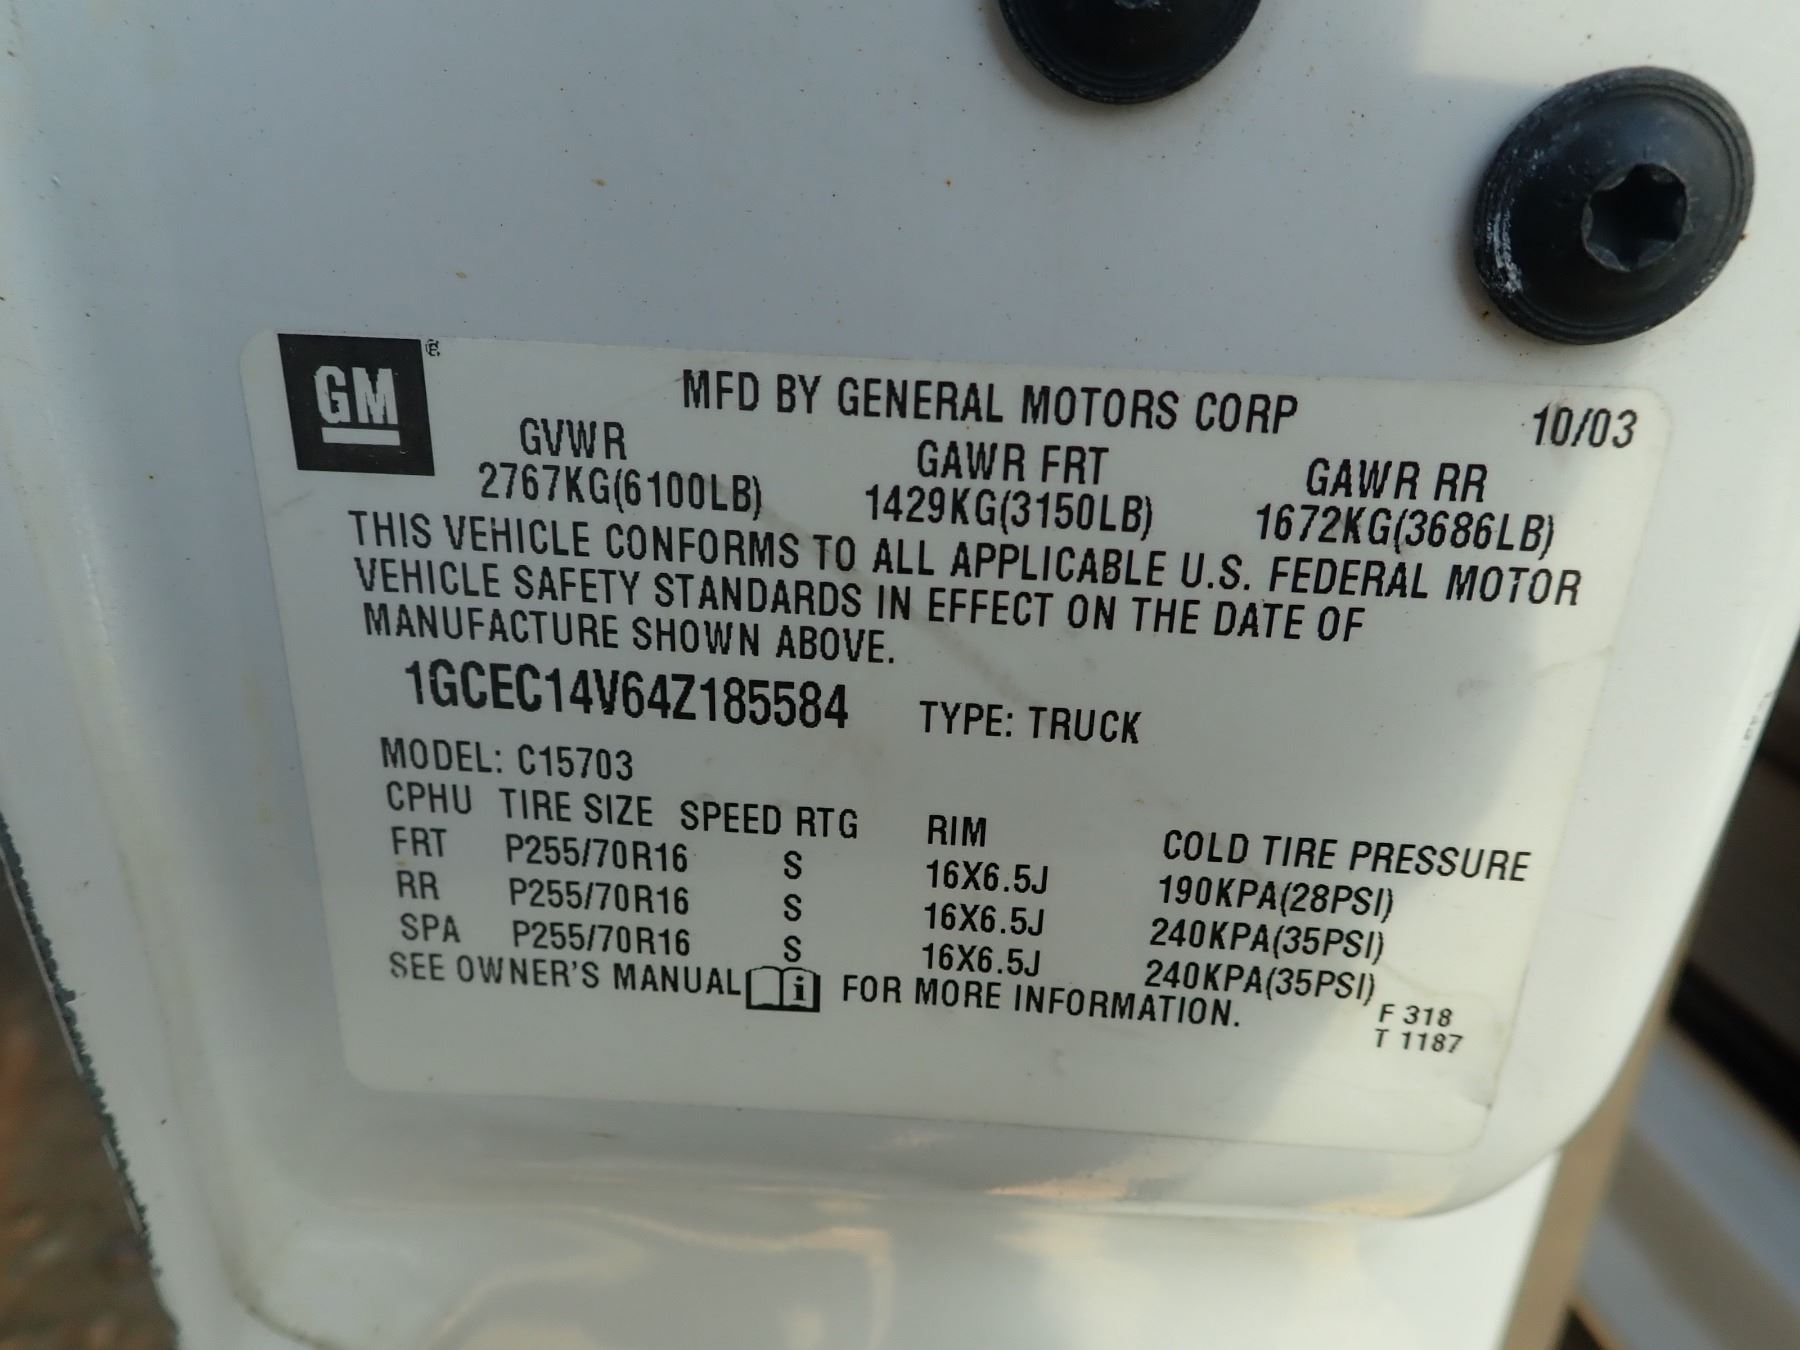 GM ®
MFD BY GENERAL MOTORS CORP 10/03
GVWR GAWR FRT GAWR RR
2767KG(6100LB) 1429KG(3150LB) 1672KG(3686LB)
THIS VEHICLE CONFORMS TO ALL APPLICABLE U.S. FEDERAL MOTOR
VEHICLE SAFETY STANDARDS IN EFFECT ON THE DATE OF
MANUFACTURE SHOWN ABOVE.
1GCEC14V64Z185584 TYPE: TRUCK
MODEL: C15703
CPHU TIRE SIZE SPEED RTG RIM COLD TIRE PRESSURE
FRT P255/70R16 S 16X6.5J 190KPA(28PSI)
RR P255/70R16 S 16X6.5J 240KPA(35PSI)
SPA P255/70R16 S 16X6.5J 240KPA(35PSI)
SEE OWNER'S MANUAL i FOR MORE INFORMATION.
F 318
T 1187